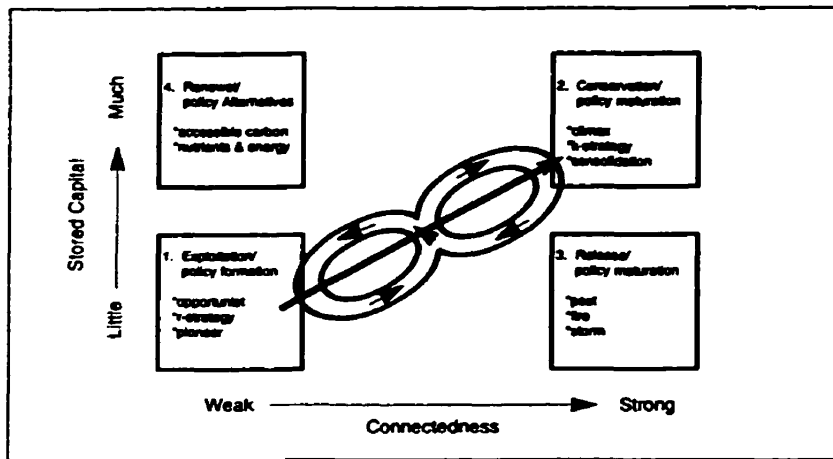 4. Renewal/
policy Alternatives
*accessible carbon
*nutrients & energy
2. Conservation/
policy maturation
*climax
*k-strategy
*consolidation
1. Exploitation/
policy formation
*opportunist
*r-strategy
*pioneer
3. Release/
policy maturation
*pest
*fire
*storm
Much
Stored Capital
Little
Weak
Strong
Connectedness